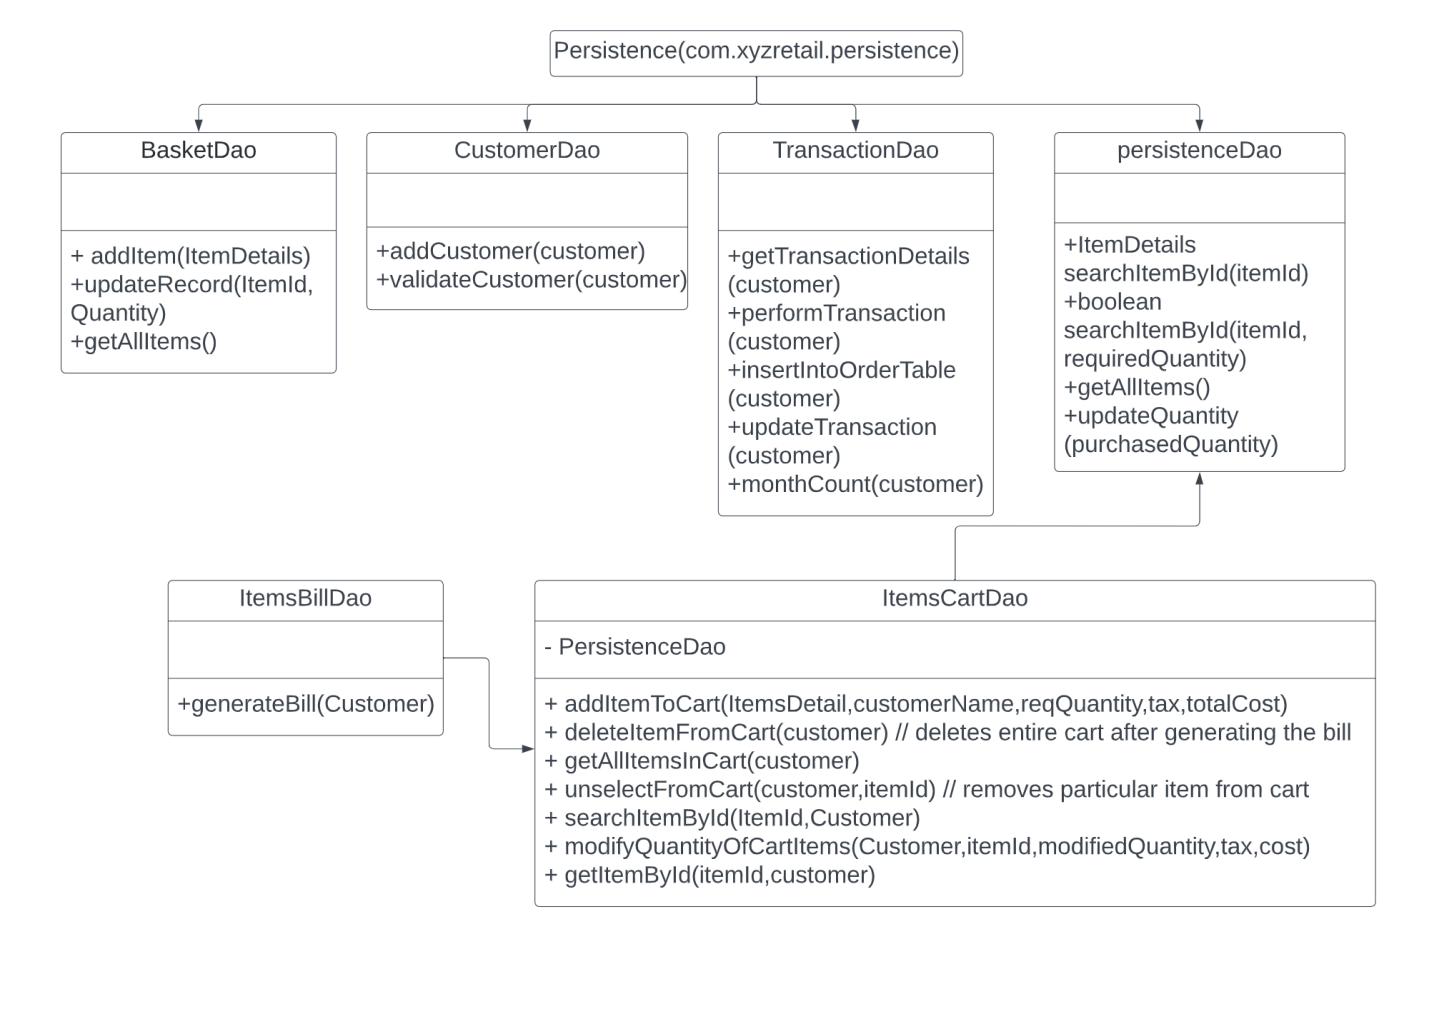 Persistence(com.xyzretail.persistence)
BasketDao
+ addItem(ItemDetails)
+updateRecord(ItemId,
Quantity)
+getAllItems()
CustomerDao
+addCustomer(customer)
+validateCustomer(customer)
TransactionDao
+getTransactionDetails
(customer)
+performTransaction
(customer)
+insertIntoOrderTable
(customer)
+updateTransaction
(customer)
+monthCount(customer)
persistenceDao
+ItemDetails
searchItemById(itemId)
+boolean
searchItemById(itemId,
requiredQuantity)
+getAllItems()
+updateQuantity
(purchasedQuantity)
ItemsBillDao
+generateBill(Customer)
ItemsCartDao
- PersistenceDao
+ addItemToCart(ItemsDetail,customerName,reqQuantity,tax,totalCost)
+ deleteItemFromCart(customer) // deletes entire cart after generating the bill
+ getAllItemsInCart(customer)
+ unselectFromCart(customer,itemId) // removes particular item from cart
+ searchItemById(ItemId,Customer)
+ modifyQuantityOfCartItems(Customer,itemId,modifiedQuantity,tax,cost)
+ getItemById(itemId,customer)